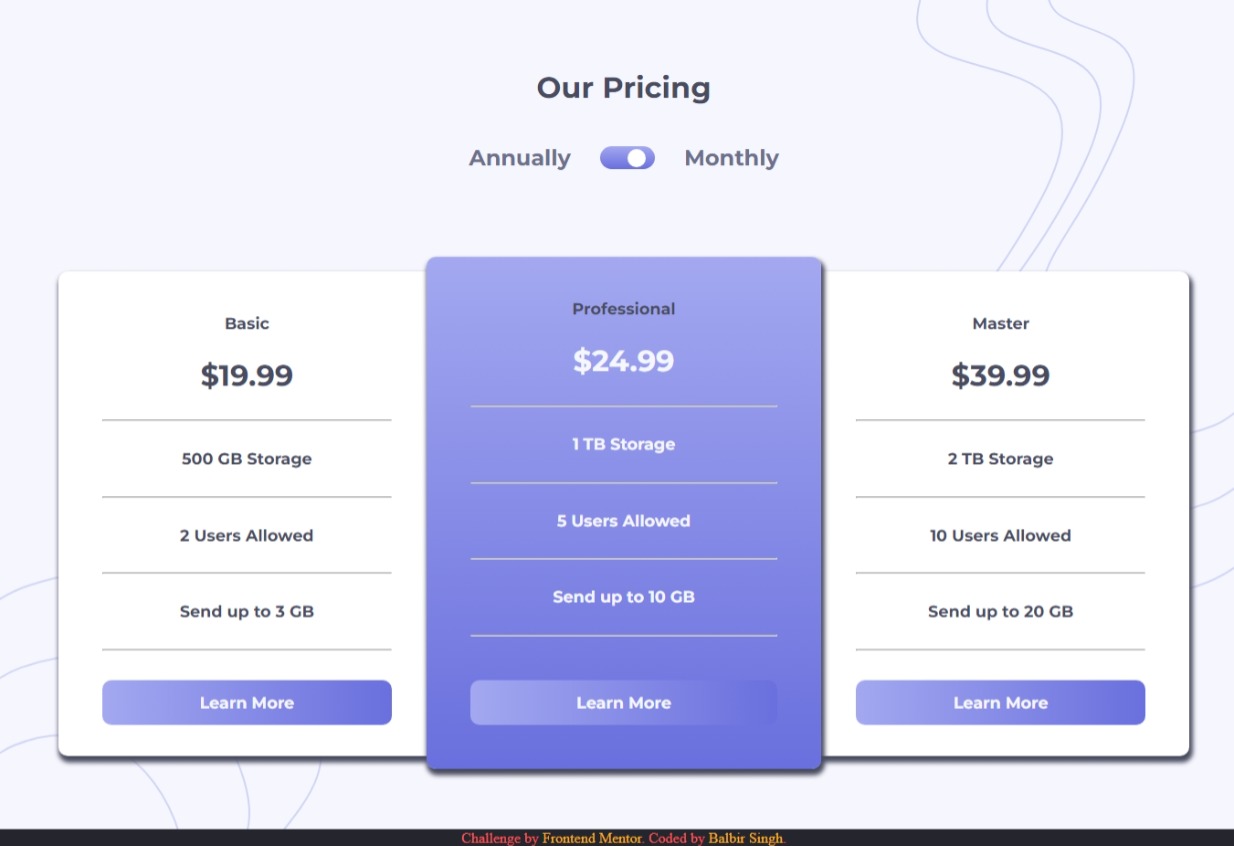 Our Pricing
Annually Monthly
Basic
$19.99
500 GB Storage
2 Users Allowed
Send up to 3 GB
Learn More
Professional
$24.99
1 TB Storage
5 Users Allowed
Send up to 10 GB
Learn More
Master
$39.99
2 TB Storage
10 Users Allowed
Send up to 20 GB
Learn More
Challenge by Frontend Mentor. Coded by Balbir Singh.